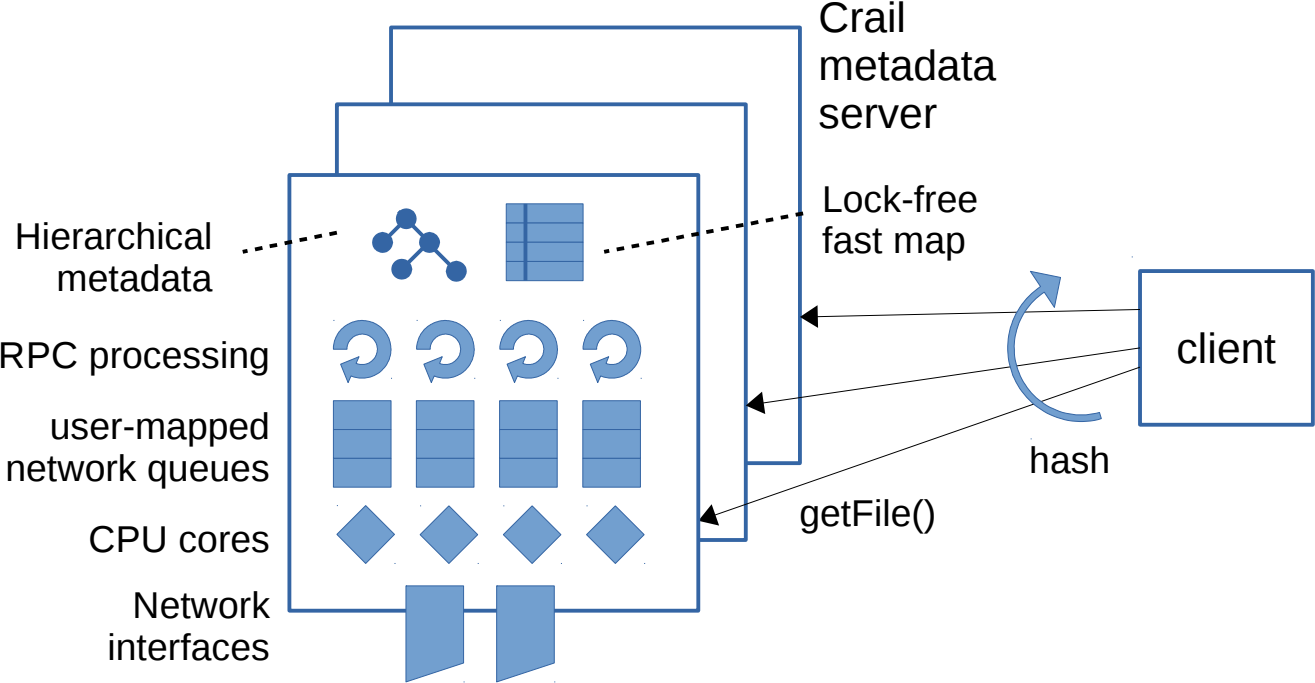 Crail
metadata
server
Lock-free
fast map
Hierarchical
metadata
RPC processing
user-mapped
network queues
CPU cores
Network
interfaces
client
hash
getFile()